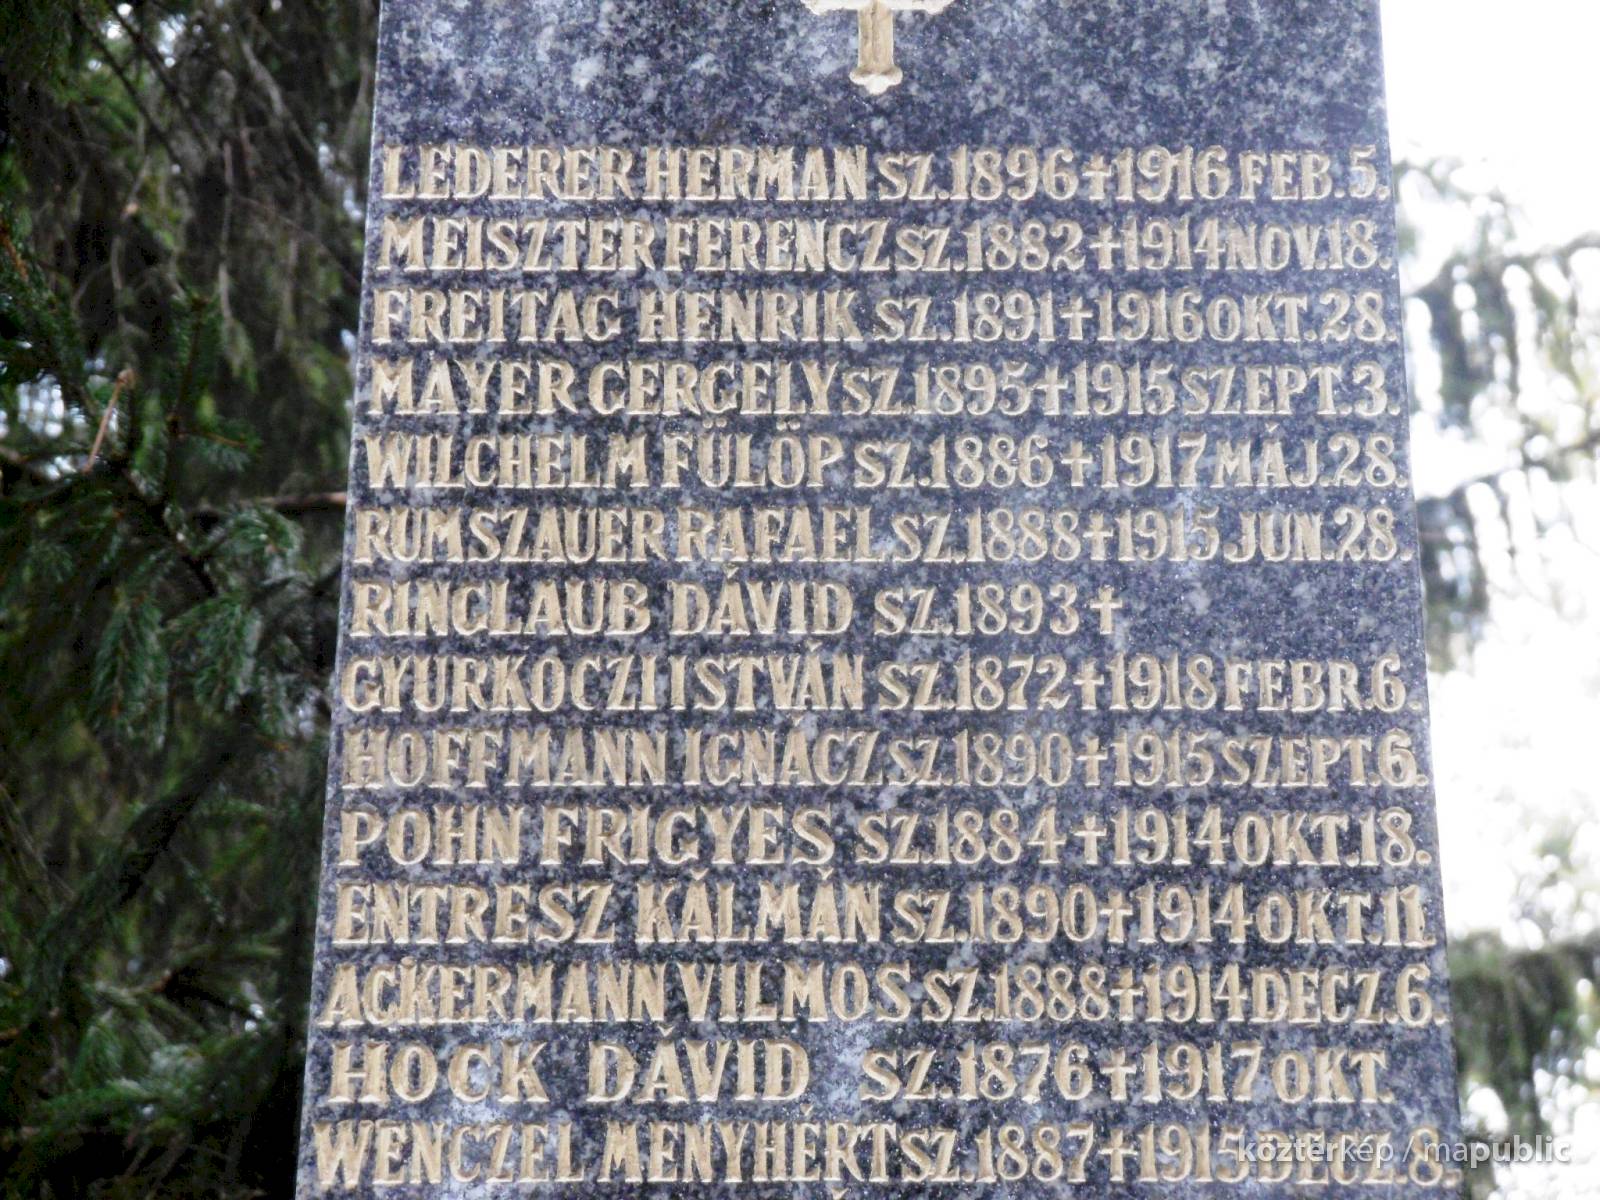 LEDERER HERMAN SZ.1896✝1916 FEB.5.
MEISZTER FERENCZ SZ.1882✝1914 NOV.18.
FREITAG HENRIK SZ.1891✝1916 OKT.28.
MAYER GERGELY SZ.1895✝1915 SZEPT.3.
WILCHELM FÜLÖP SZ.1886✝1917 MÁJ.28.
RUMSZAUER RAFAEL SZ.1888✝1915 JUN.28.
RINGLAUB DÁVID SZ.1893✝
GYURKÓCZI ISTVÁN SZ.1872✝1918 FEBR.6.
HOFFMANN IGNÁCZ SZ.1890✝1915 SZEPT.6.
POHN FRIGYES SZ.1884✝1914 OKT.18.
ENTRESZ KÁLMÁN SZ.1890✝1914 OKT.11
ACKERMANN VILMOS SZ.1888✝1914 DECZ.6.
HOCK DÁVID SZ.1876✝1917 OKT
WENCZEL MENYHÉRT SZ.1887✝1915 DECZ.8.
köztérkép / mapublic